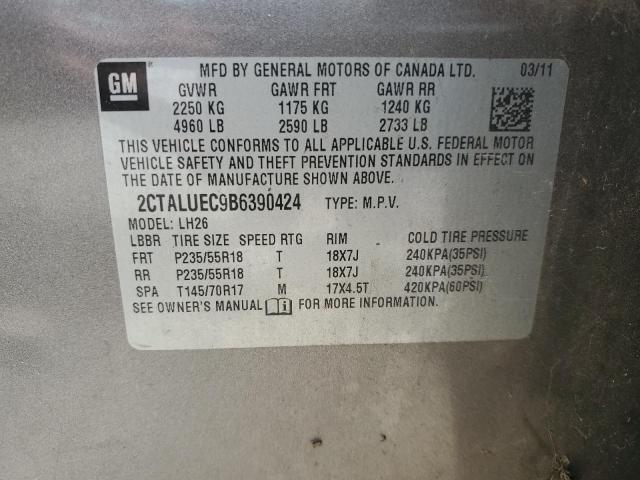 GM
MFD BY GENERAL MOTORS OF CANADA LTD. 03/11
GVWR GAWR FRT GAWR RR
2250 KG 1175 KG 1240 KG
4960 LB 2590 LB 2733 LB
THIS VEHICLE CONFORMS TO ALL APPLICABLE U.S. FEDERAL MOTOR
VEHICLE SAFETY AND THEFT PREVENTION STANDARDS IN EFFECT ON
THE DATE OF MANUFACTURE SHOWN ABOVE.
2CTALUEC9B6390424 TYPE: M.P.V.
MODEL: LH26
LBBR TIRE SIZE SPEED RTG RIM COLD TIRE PRESSURE
FRT P235/55R18 T 18X7J 240KPA(35PSI)
RR P235/55R18 T 18X7J 240KPA(35PSI)
SPA T145/70R17 M 17X4.5T 420KPA(60PSI)
SEE OWNER'S MANUAL i FOR MORE INFORMATION.